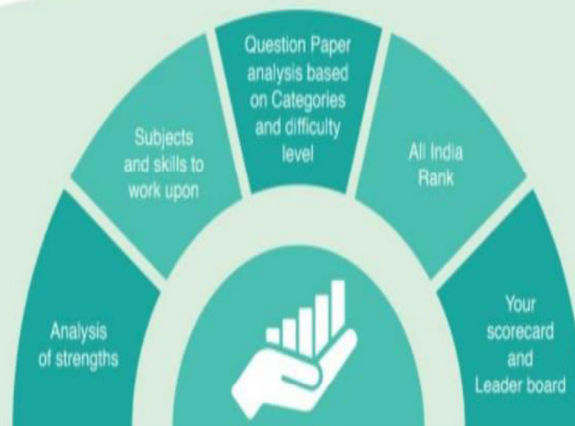 Analysis
of strengths
Subjects
and skills to
work upon
Question Paper
analysis based
on Categories
and difficulty
level
All India
Rank
Your
scorecard
and
Leader board